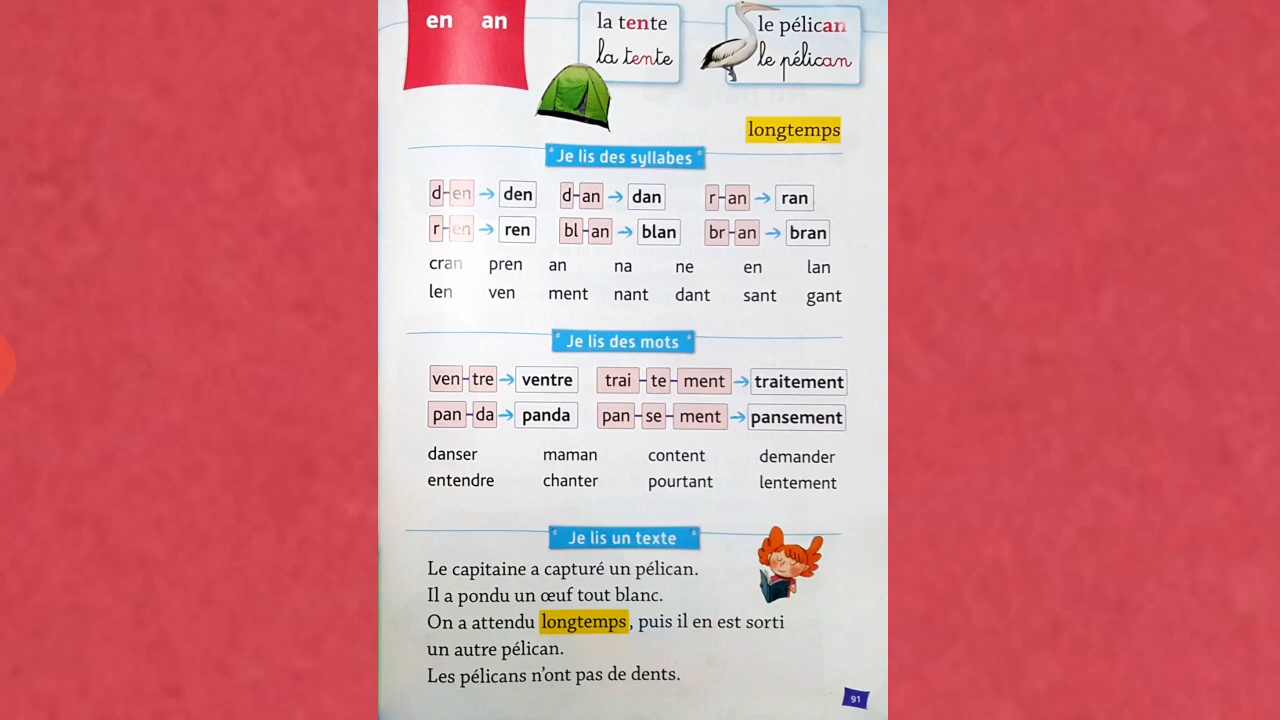 en an
la tente
la tente
le pélican
le pélican
longtemps
Je lis des syllabes
d-en → den d-an → dan r-an → ran
r-en → ren bl-an → blan br-an → bran
cran pren an na ne en lan
len ven ment nant dant sant gant
Je lis des mots
ven-tre → ventre trai-te-ment → traitement
pan-da → panda pan-se-ment → pansement
danser maman content demander
entendre chanter pourtant lentement
Je lis un texte
Le capitaine a capturé un pélican.
Il a pondu un œuf tout blanc.
On a attendu longtemps, puis il en est sorti
un autre pélican.
Les pélicans n'ont pas de dents.
91